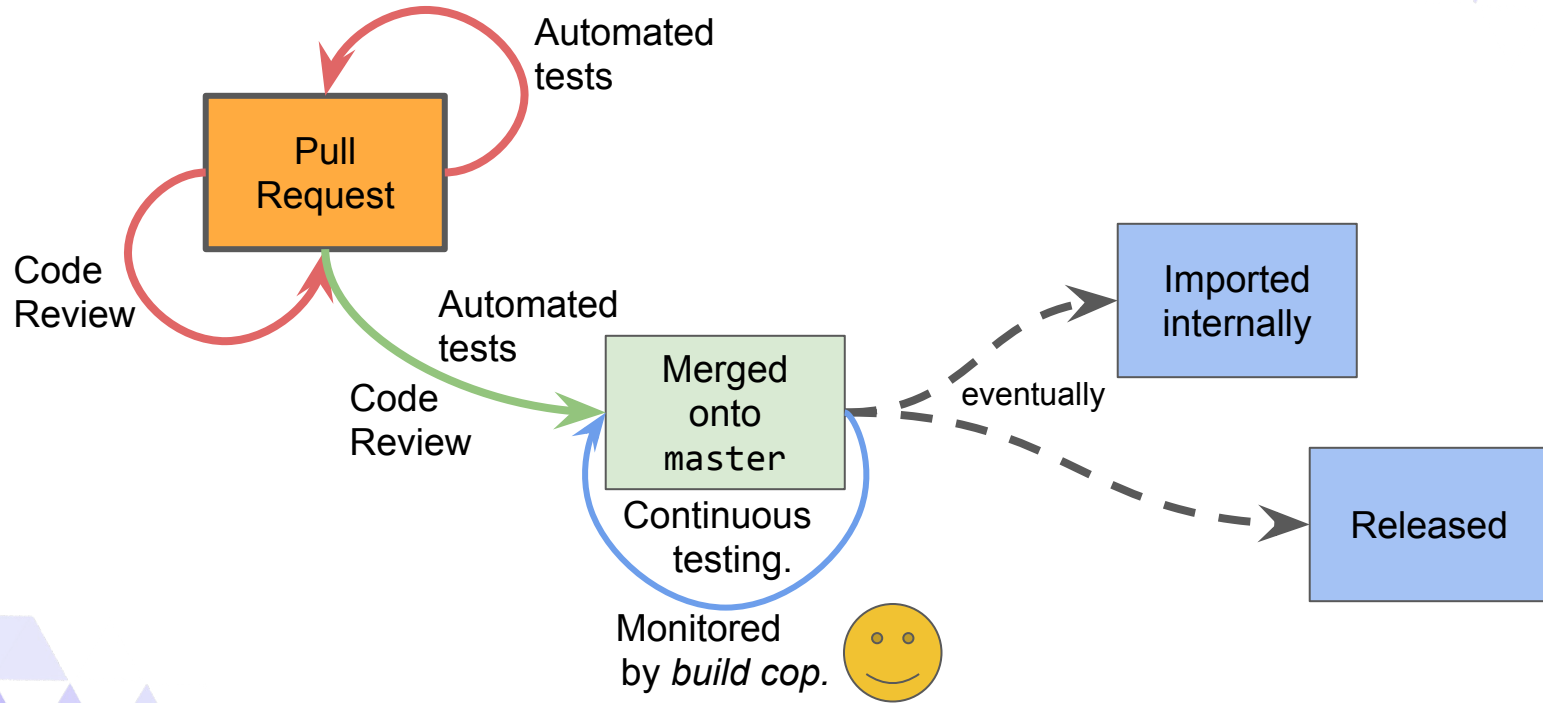 Automated
tests
Pull
Request
Code
Review
Automated
tests
Code
Review
Merged
onto
master
Imported
internally
eventually
Released
Continuous
testing.
Monitored
by build cop.